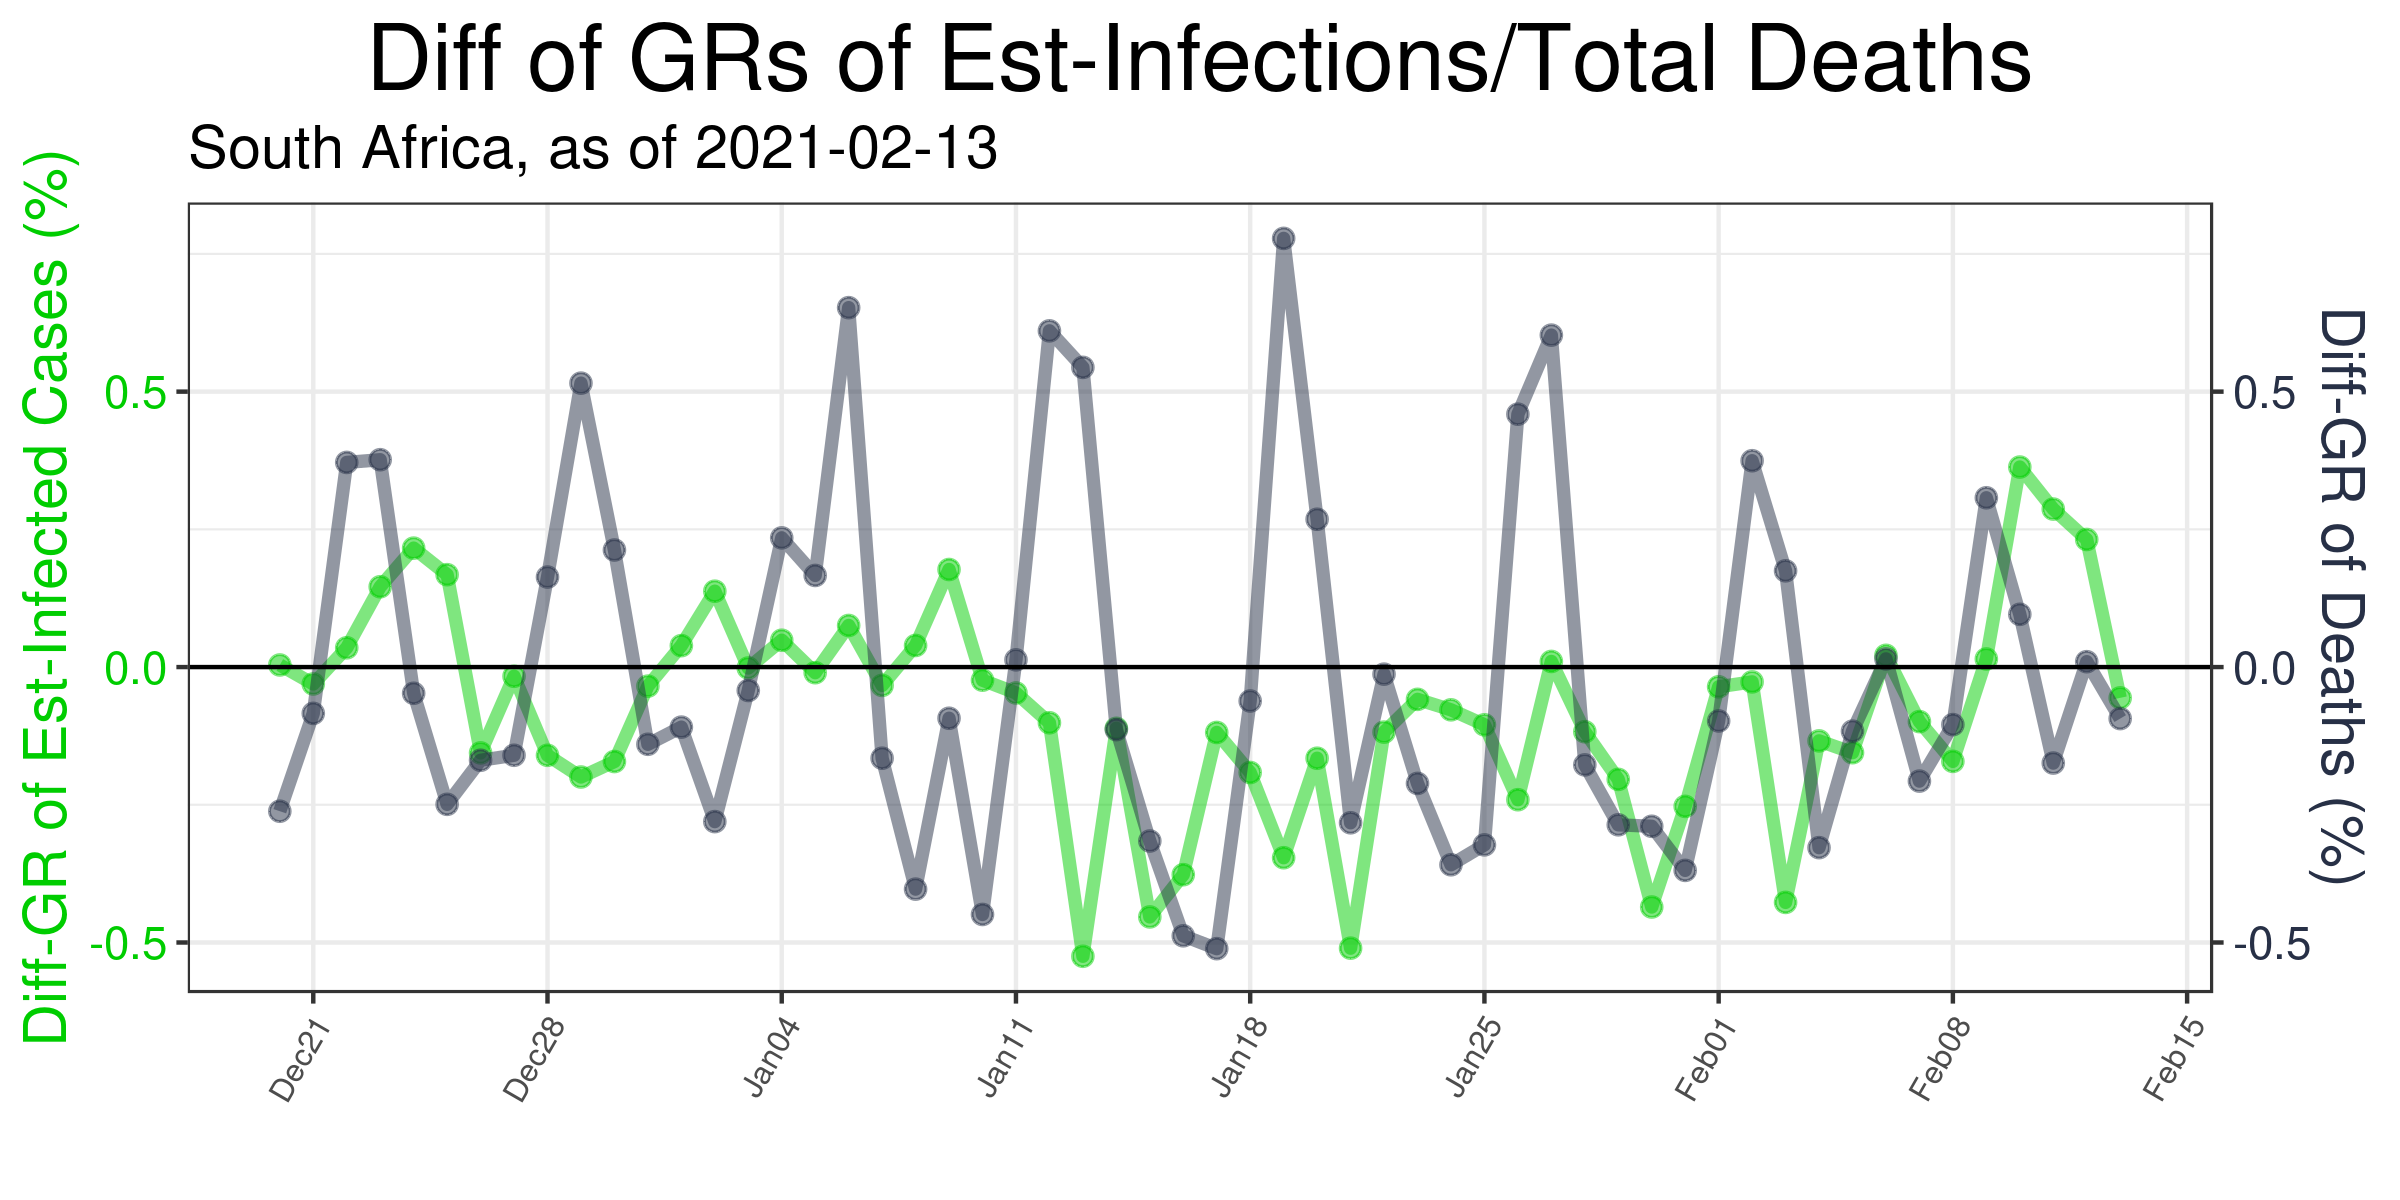 Diff of GRs of Est-Infections/Total Deaths
South Africa, as of 2021-02-13
Diff-GR of Est-Infected Cases (%)
0.5
0.0
-0.5
0.5
0.0
-0.5
Diff-GR of Deaths (%)
Dec21
Dec28
Jan04
Jan11
Jan18
Jan25
Feb01
Feb08
Feb15